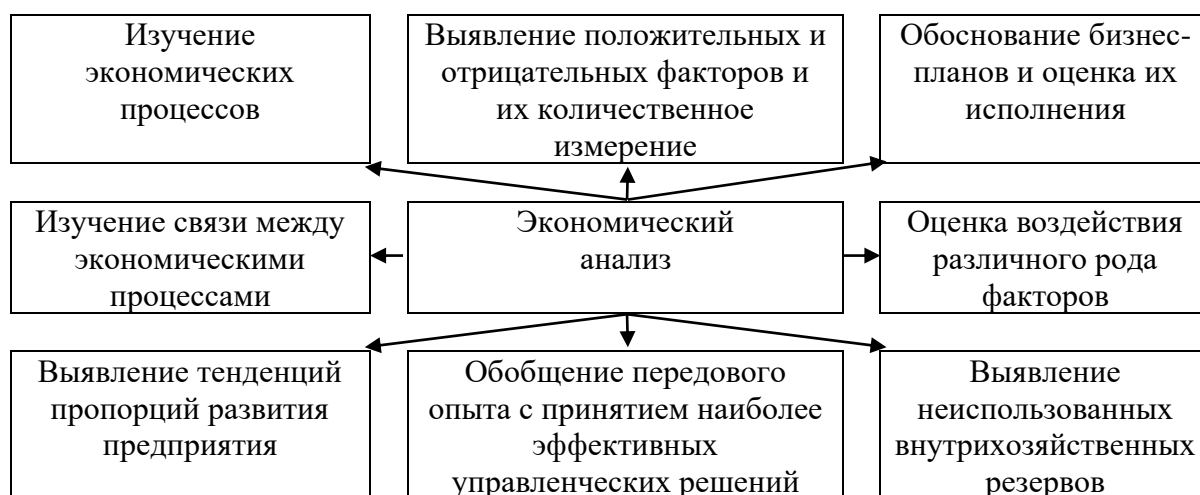 Изучение
экономических
процессов
Выявление положительных и
отрицательных факторов и
их количественное
измерение
Обоснование бизнес-
планов и оценка их
исполнения
Изучение связи между
экономическими
процессами
Экономический
анализ
Оценка воздействия
различного рода
факторов
Выявление тенденций
пропорций развития
предприятия
Обобщение передового
опыта с принятием наиболее
эффективных
управленческих решений
Выявление
неиспользованных
внутрихозяйственных
резервов